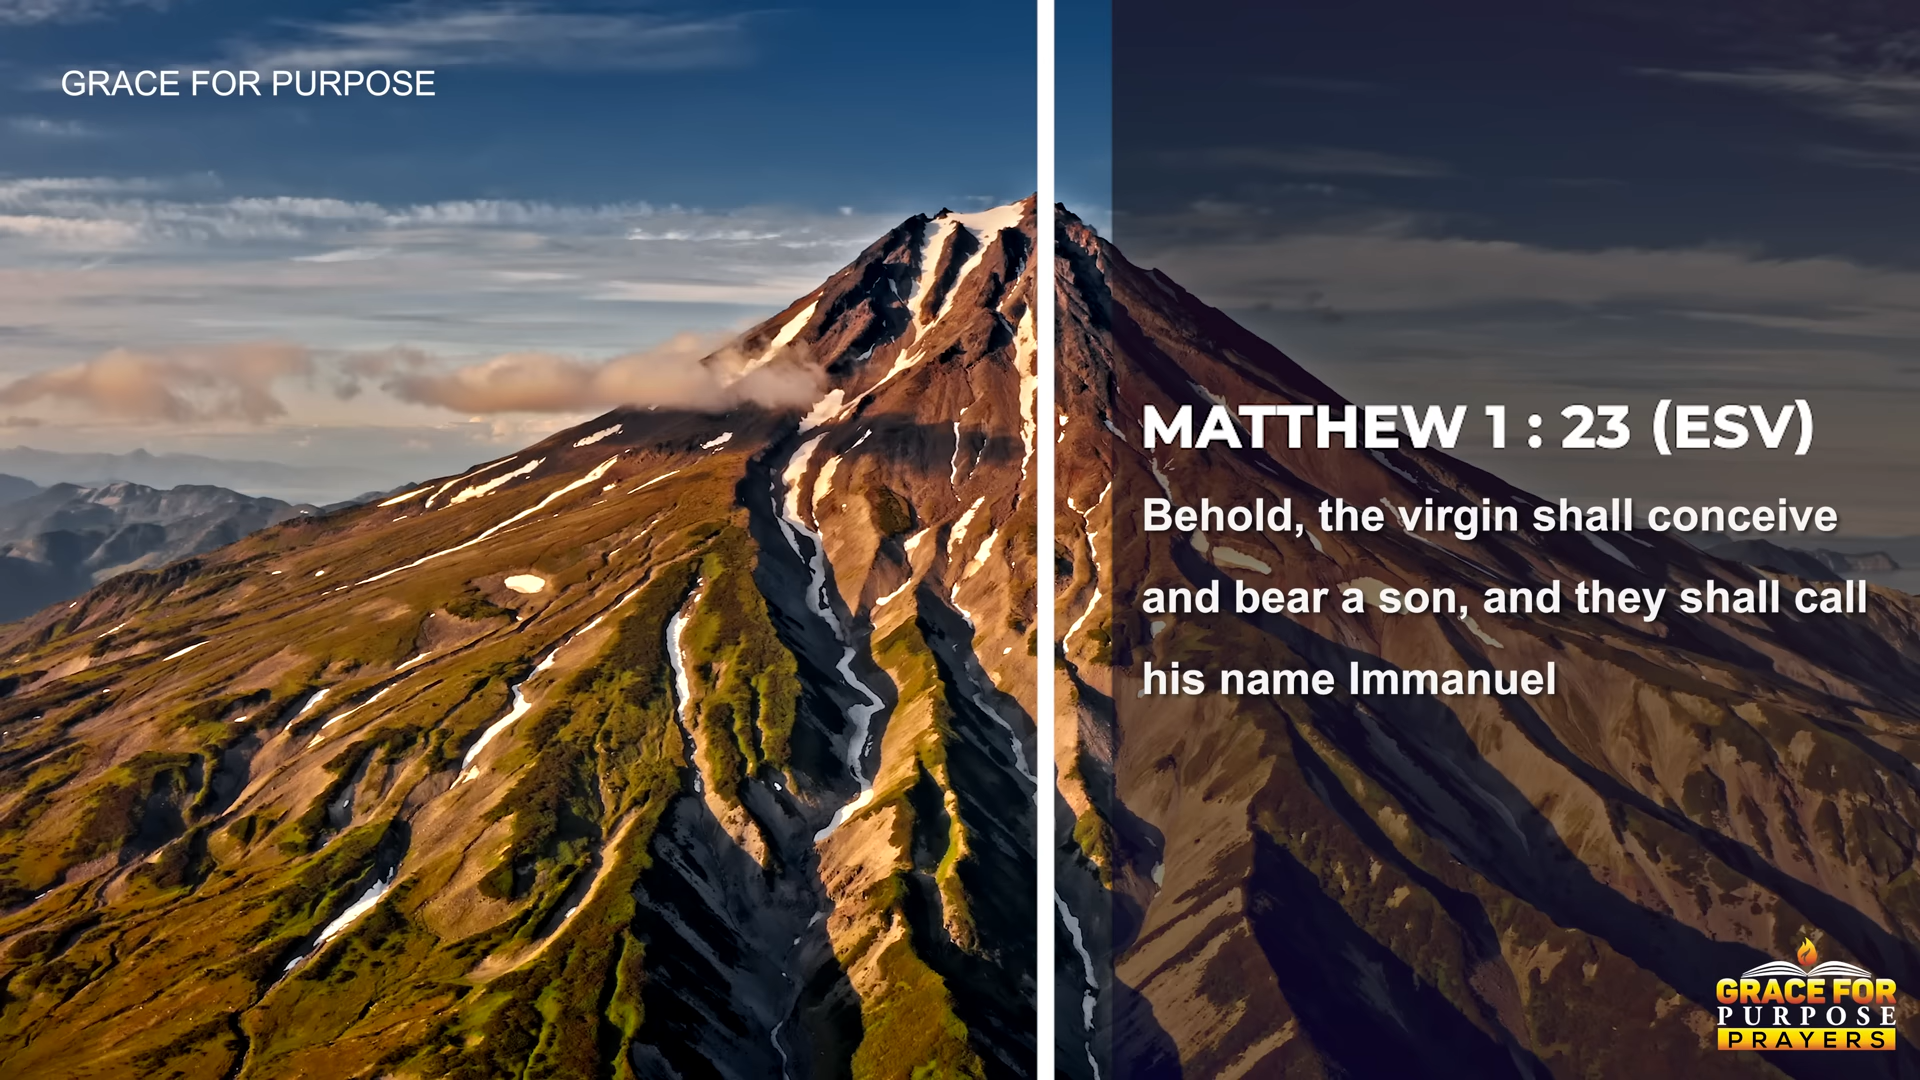 GRACE FOR PURPOSE
MATTHEW 1 : 23 (ESV)
Behold, the virgin shall conceive
and bear a son, and they shall call
his name Immanuel
GRACE FOR
PURPOSE
PRAYERS